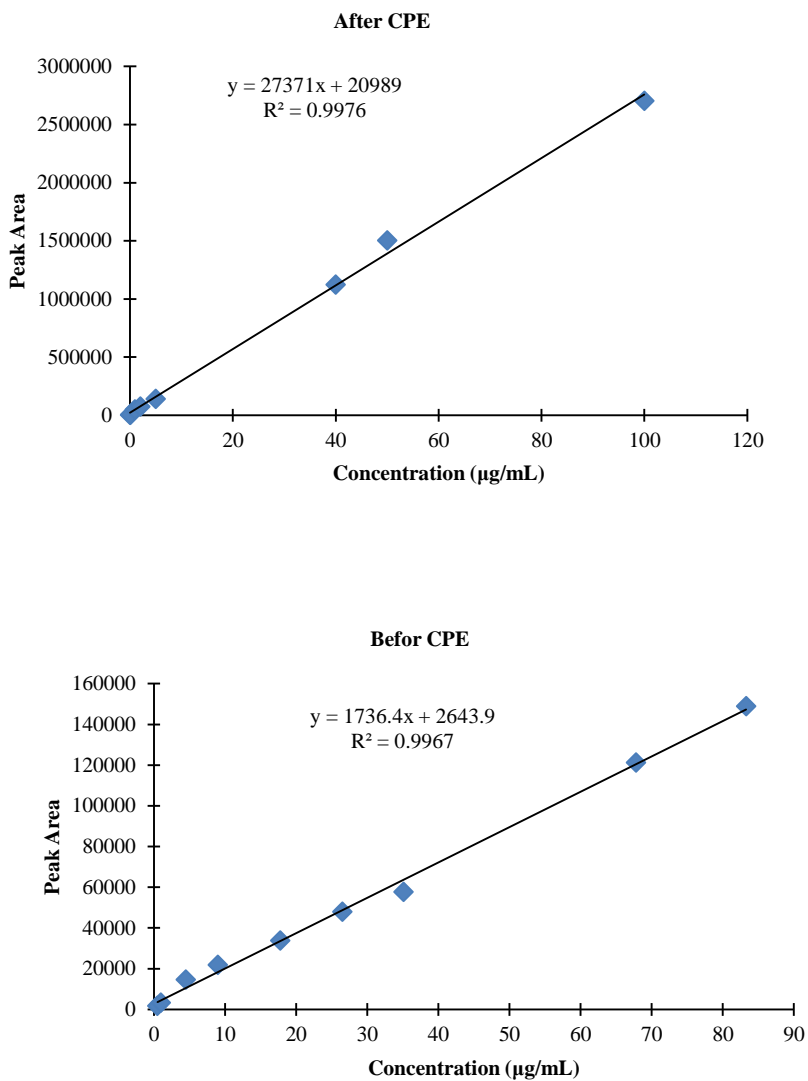 After CPE
3000000
y = 27371x + 20989
R² = 0.9976
2500000
2000000
Peak Area
1500000
1000000
500000
0
0 20 40 60 80 100 120
Concentration (µg/mL)
Befor CPE
160000
y = 1736.4x + 2643.9
140000
R² = 0.9967
120000
100000
Peak Area
80000
60000
40000
20000
0
0 10 20 30 40 50 60 70 80 90
Concentration (µg/mL)